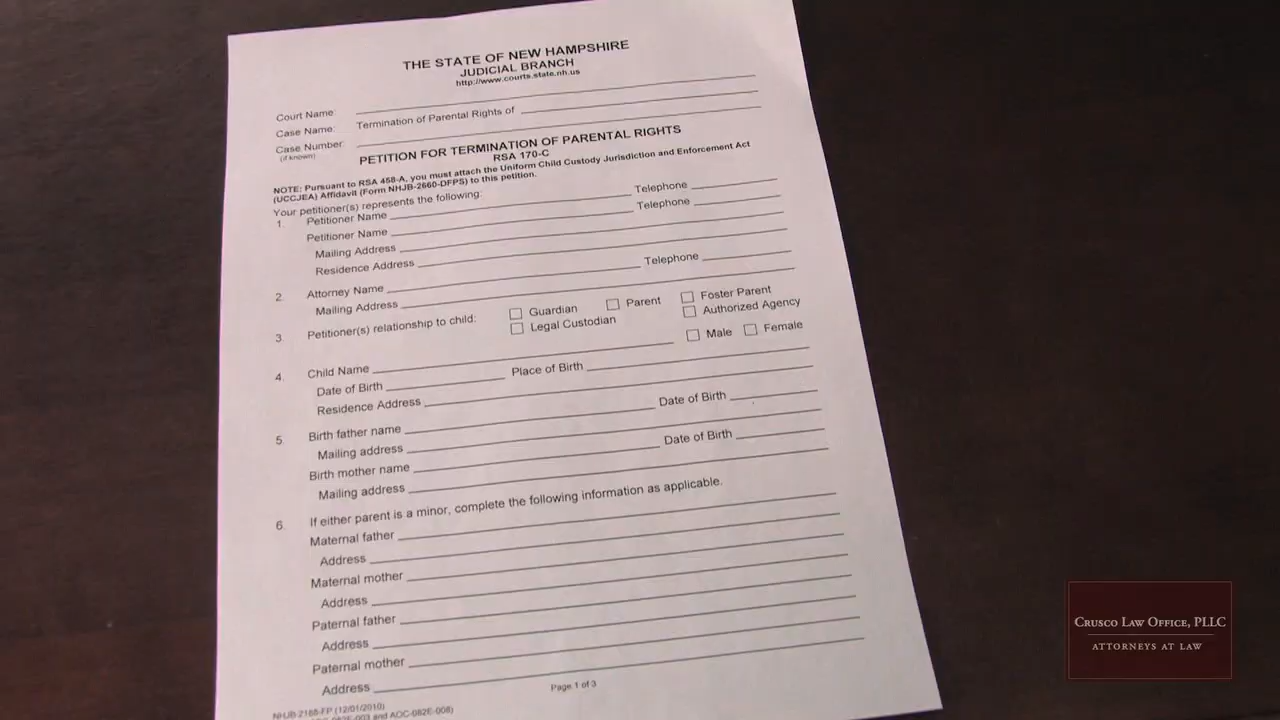 THE STATE OF NEW HAMPSHIRE
JUDICIAL BRANCH
http://www.courts.state.nh.us
Court Name:
Case Name: Termination of Parental Rights of
Case Number:
(if known)
PETITION FOR TERMINATION OF PARENTAL RIGHTS
RSA 170-C
NOTE: Pursuant to RSA 458-A, you must attach the Uniform Child Custody Jurisdiction and Enforcement Act
(UCCJEA) Affidavit (Form NHJB-2660-DFPS) to this petition.
Your petitioner(s) represents the following:
1. Petitioner Name Telephone
Petitioner Name Telephone
Mailing Address
Residence Address
2. Attorney Name Telephone
Mailing Address
3. Petitioner(s) relationship to child: Guardian Parent Foster Parent
Legal Custodian Authorized Agency
4. Child Name Male Female
Date of Birth Place of Birth
Residence Address
5. Birth father name Date of Birth
Mailing address
Birth mother name Date of Birth
Mailing address
6. If either parent is a minor, complete the following information as applicable.
Maternal father
Address
Maternal mother
Address
Paternal father
Address
Paternal mother
Address
Page 1 of 3
NHJB-2188-FP (12/01/2010)
082E-003 and AOC-082E-008)
CRUSCO LAW OFFICE, PLLC
ATTORNEYS AT LAW